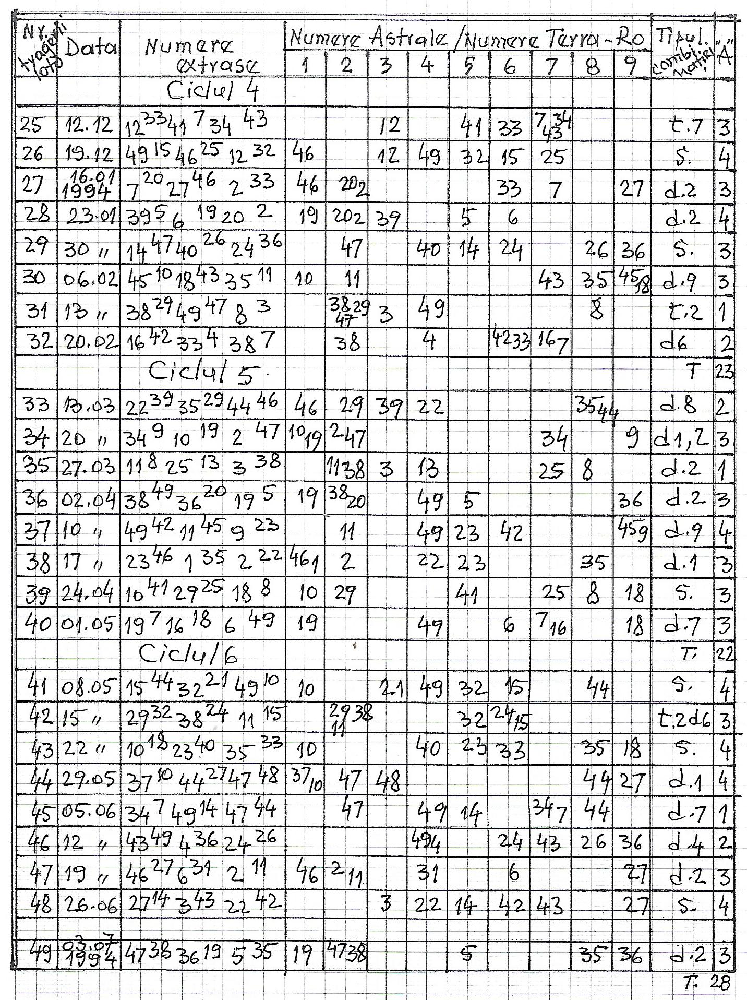 Nr. tragerii loto Data Numere extrase Numere Astrale / Numere Terra-Ro Tipul combinației "A"
1 2 3 4 5 6 7 8 9
Ciclul 4
25 12.12 12 33 41 7 34 43 12 41 33 7 34 43 t.7 3
26 19.12 49 15 46 25 12 32 46 12 49 32 15 25 S. 4
27 16.01 1994 7 20 27 46 2 33 46 20 2 33 7 27 d.2 3
28 23.01 39 5 6 19 20 2 19 20 2 39 5 6 d.2 4
29 30 " 14 47 40 26 24 36 47 40 14 24 26 36 S. 3
30 06.02 45 10 18 43 35 11 10 11 43 35 45 18 d.9 3
31 13 " 38 29 49 47 8 3 38 29 47 3 49 8 t.2 1
32 20.02 16 42 33 4 38 7 38 4 42 33 16 7 d6 2
Ciclul 5 T 23
33 13.03 22 39 35 29 44 46 46 29 39 22 35 44 d.8 2
34 20 " 34 9 10 19 2 47 10 19 2 47 34 9 d1,2 3
35 27.03 11 8 25 13 3 38 11 38 3 13 25 8 d.2 1
36 02.04 38 49 36 20 19 5 19 38 20 49 5 36 d.2 3
37 10 " 49 42 11 45 9 23 11 49 23 42 45 9 d.9 4
38 17 " 23 46 1 35 2 22 46 1 2 22 23 35 d.1 3
39 24.04 10 41 29 25 18 8 10 29 41 25 8 18 S. 3
40 01.05 19 7 16 18 6 49 19 49 6 7 16 18 d.7 3
Ciclul 6 T. 22
41 08.05 15 44 32 21 49 10 10 21 49 32 15 44 S. 4
42 15 " 29 32 38 24 11 15 29 38 11 32 24 15 t.2d6 3
43 22 " 10 18 23 40 35 33 10 40 23 33 35 18 S. 4
44 29.05 37 10 44 27 47 48 37 10 47 48 44 27 d.1 4
45 05.06 34 7 49 14 47 44 47 49 14 34 7 44 d.7 1
46 12 " 43 49 4 36 24 26 49 4 24 43 26 36 d.4 2
47 19 " 46 27 6 31 2 11 46 2 11 31 6 27 d.2 3
48 26.06 27 14 3 43 22 42 3 22 14 42 43 27 S. 4
49 03.07 1994 47 38 36 19 5 35 19 47 38 5 35 36 d.2 3
T. 28